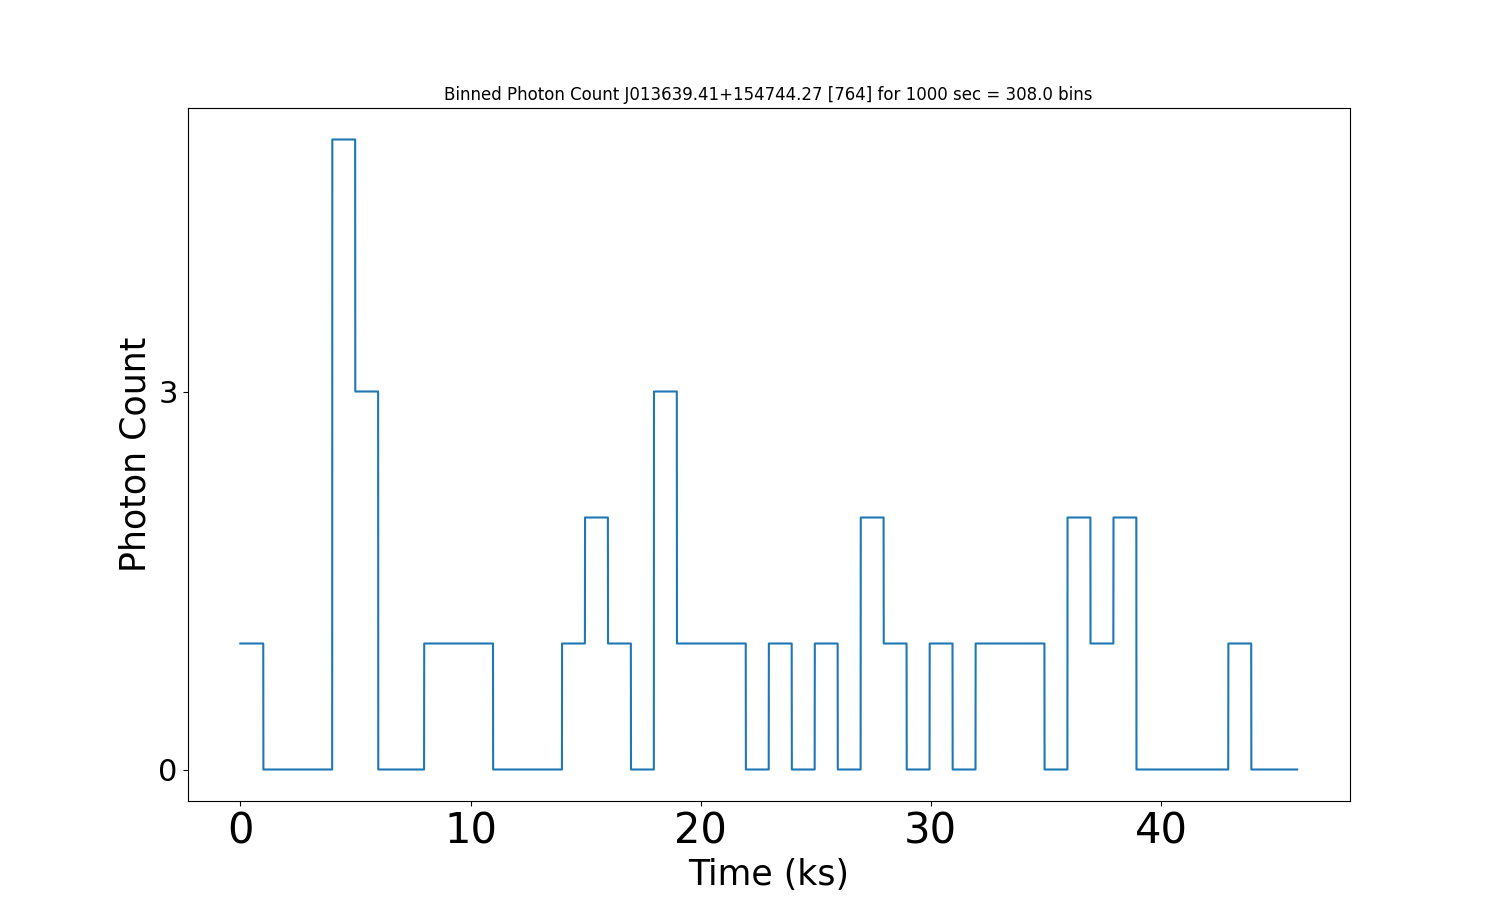 Binned Photon Count J013639.41+154744.27 [764] for 1000 sec = 308.0 bins
Photon Count
3
0
0 10 20 30 40
Time (ks)